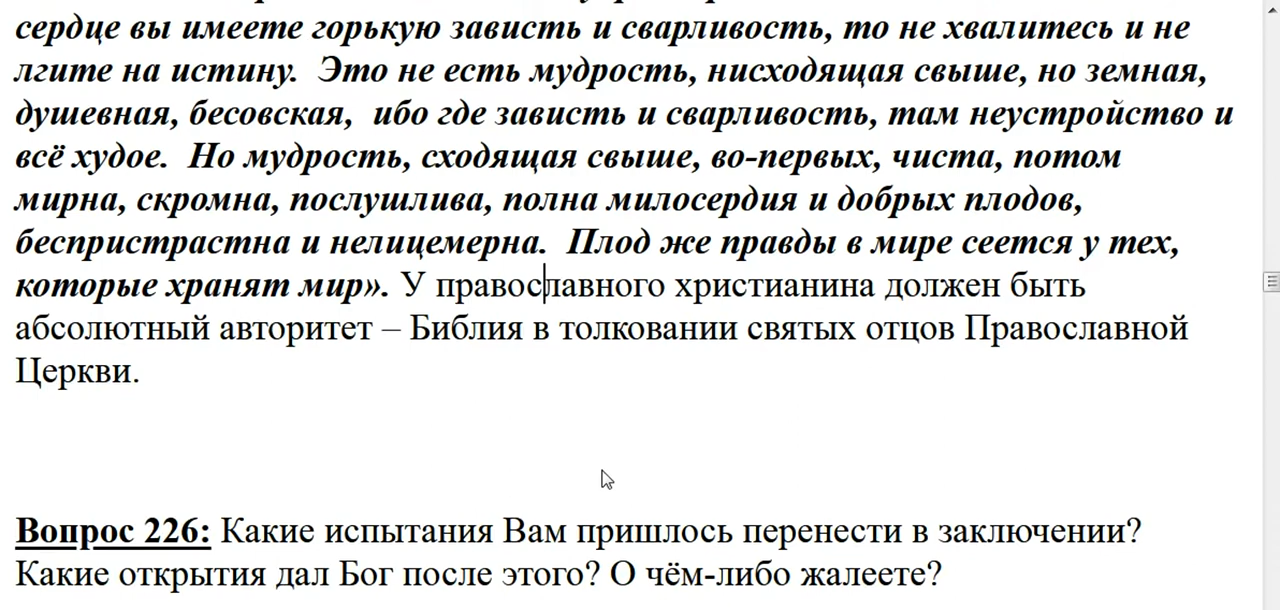 сердце вы имеете горькую зависть и сварливость, то не хвалитесь и не
лгите на истину.  Это не есть мудрость, нисходящая свыше, но земная,
душевная, бесовская,  ибо где зависть и сварливость, там неустройство и
всё худое.  Но мудрость, сходящая свыше, во-первых, чиста, потом
мирна, скромна, послушлива, полна милосердия и добрых плодов,
беспристрастна и нелицемерна.  Плод же правды в мире сеется у тех,
которые хранят мир». У православного христианина должен быть
абсолютный авторитет – Библия в толковании святых отцов Православной
Церкви.
Вопрос 226: Какие испытания Вам пришлось перенести в заключении?
Какие открытия дал Бог после этого? О чём-либо жалеете?